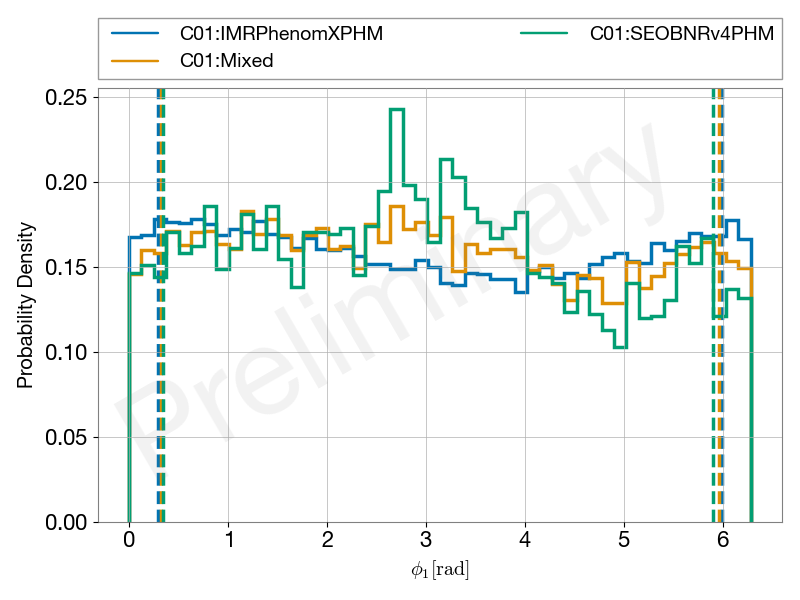 C01:IMRPhenomXPHM
C01:Mixed
C01:SEOBNRv4PHM
Preliminary
Probability Density
0.25
0.20
0.15
0.10
0.05
0.00
0 1 2 3 4 5 6
ϕ₁[rad]